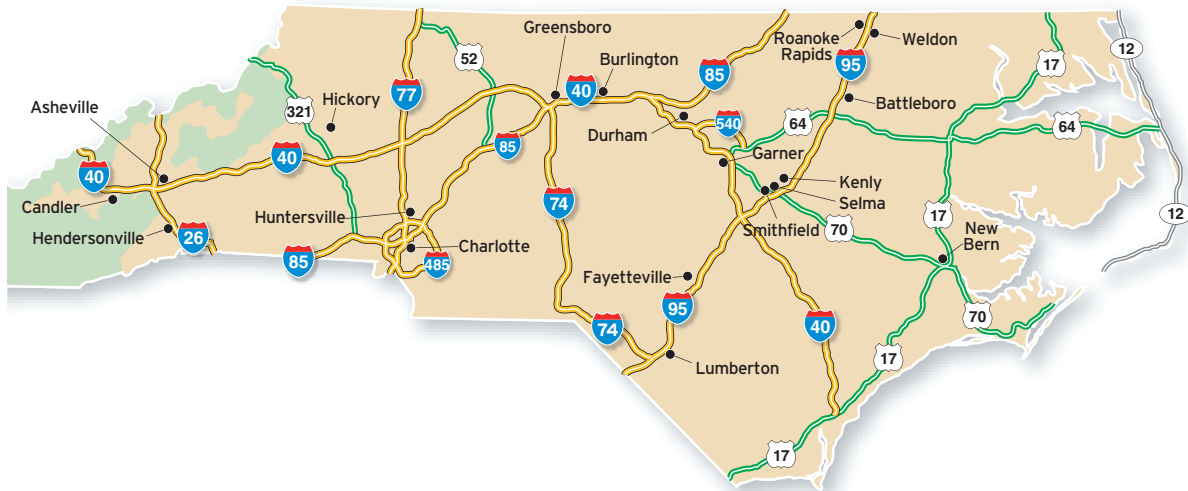 Greensboro
Roanoke
Rapids
Weldon
12
52
Burlington
17
40
85
95
77
Asheville
321
Hickory
Battleboro
Durham
540
64
64
85
40
Garner
40
Kenly
Selma
Candler
74
Huntersville
17
12
Hendersonville
26
Smithfield
70
New
Bern
Charlotte
85
485
Fayetteville
95
70
74
40
17
Lumberton
17